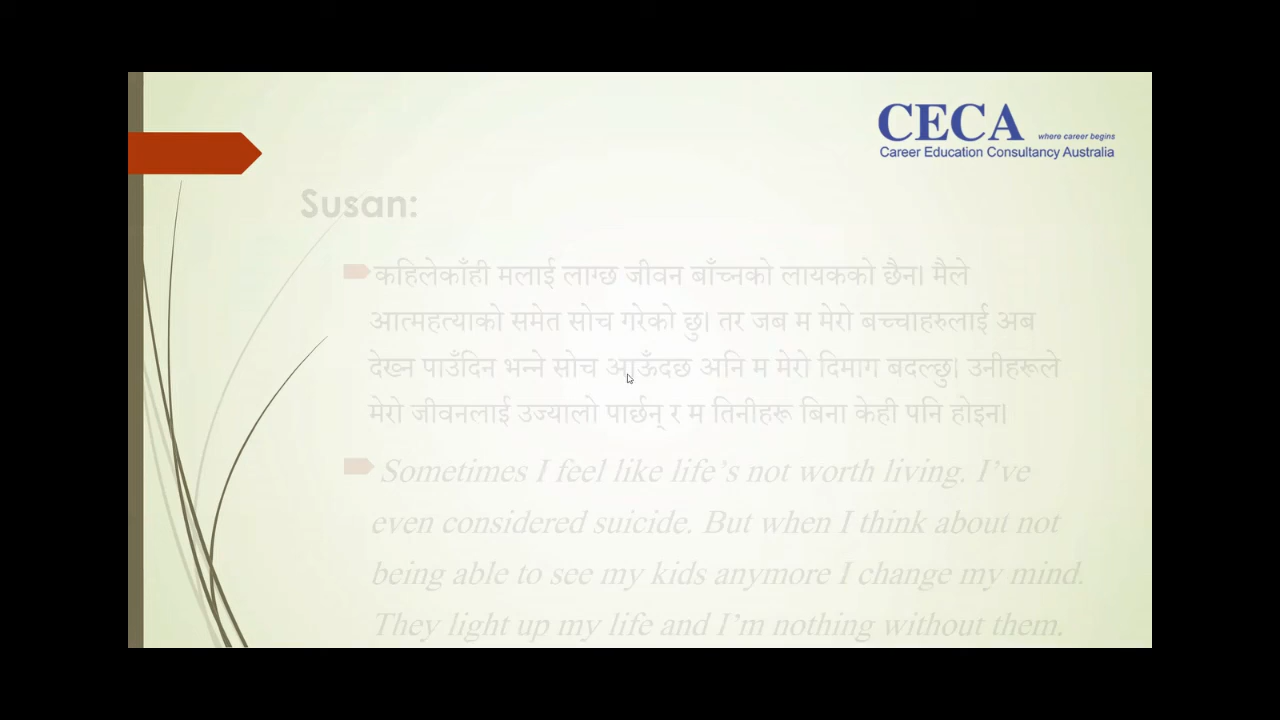 CECA where career begins
Career Education Consultancy Australia
Susan:
कहिलेकाँही मलाई लाग्छ जीवन बाँच्नको लायकको छैन। मैले
आत्महत्याको समेत सोच गरेको छु। तर जब म मेरो बच्चाहरुलाई अब
देख्न पाउँदिन भन्ने सोच आऊँदछ अनि म मेरो दिमाग बदल्छु। उनीहरूले
मेरो जीवनलाई उज्यालो पार्छन् र म तिनीहरू बिना केही पनि होइन।
Sometimes I feel like life’s not worth living. I’ve
even considered suicide. But when I think about not
being able to see my kids anymore I change my mind.
They light up my life and I’m nothing without them.